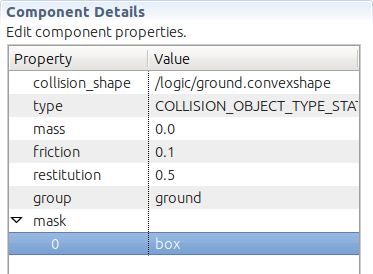 Component Details
Edit component properties.
Property Value
collision_shape /logic/ground.convexshape
type COLLISION_OBJECT_TYPE_STAT
mass 0.0
friction 0.1
restitution 0.5
group ground
mask
0 box